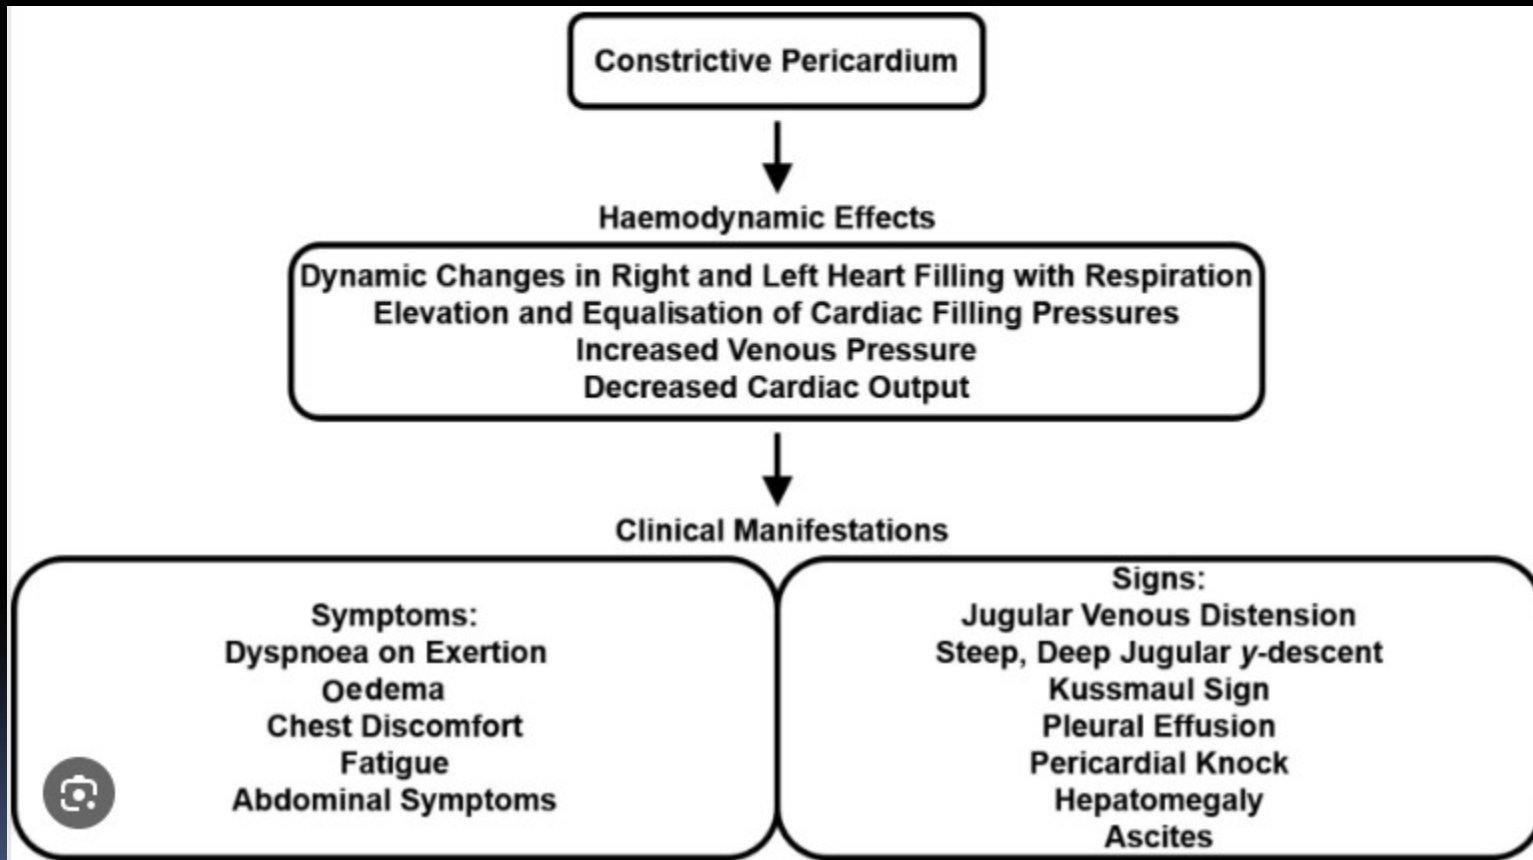 Constrictive Pericardium
Haemodynamic Effects
Dynamic Changes in Right and Left Heart Filling with Respiration
Elevation and Equalisation of Cardiac Filling Pressures
Increased Venous Pressure
Decreased Cardiac Output
Clinical Manifestations
Symptoms:
Dyspnoea on Exertion
Oedema
Chest Discomfort
Fatigue
Abdominal Symptoms
Signs:
Jugular Venous Distension
Steep, Deep Jugular y-descent
Kussmaul Sign
Pleural Effusion
Pericardial Knock
Hepatomegaly
Ascites